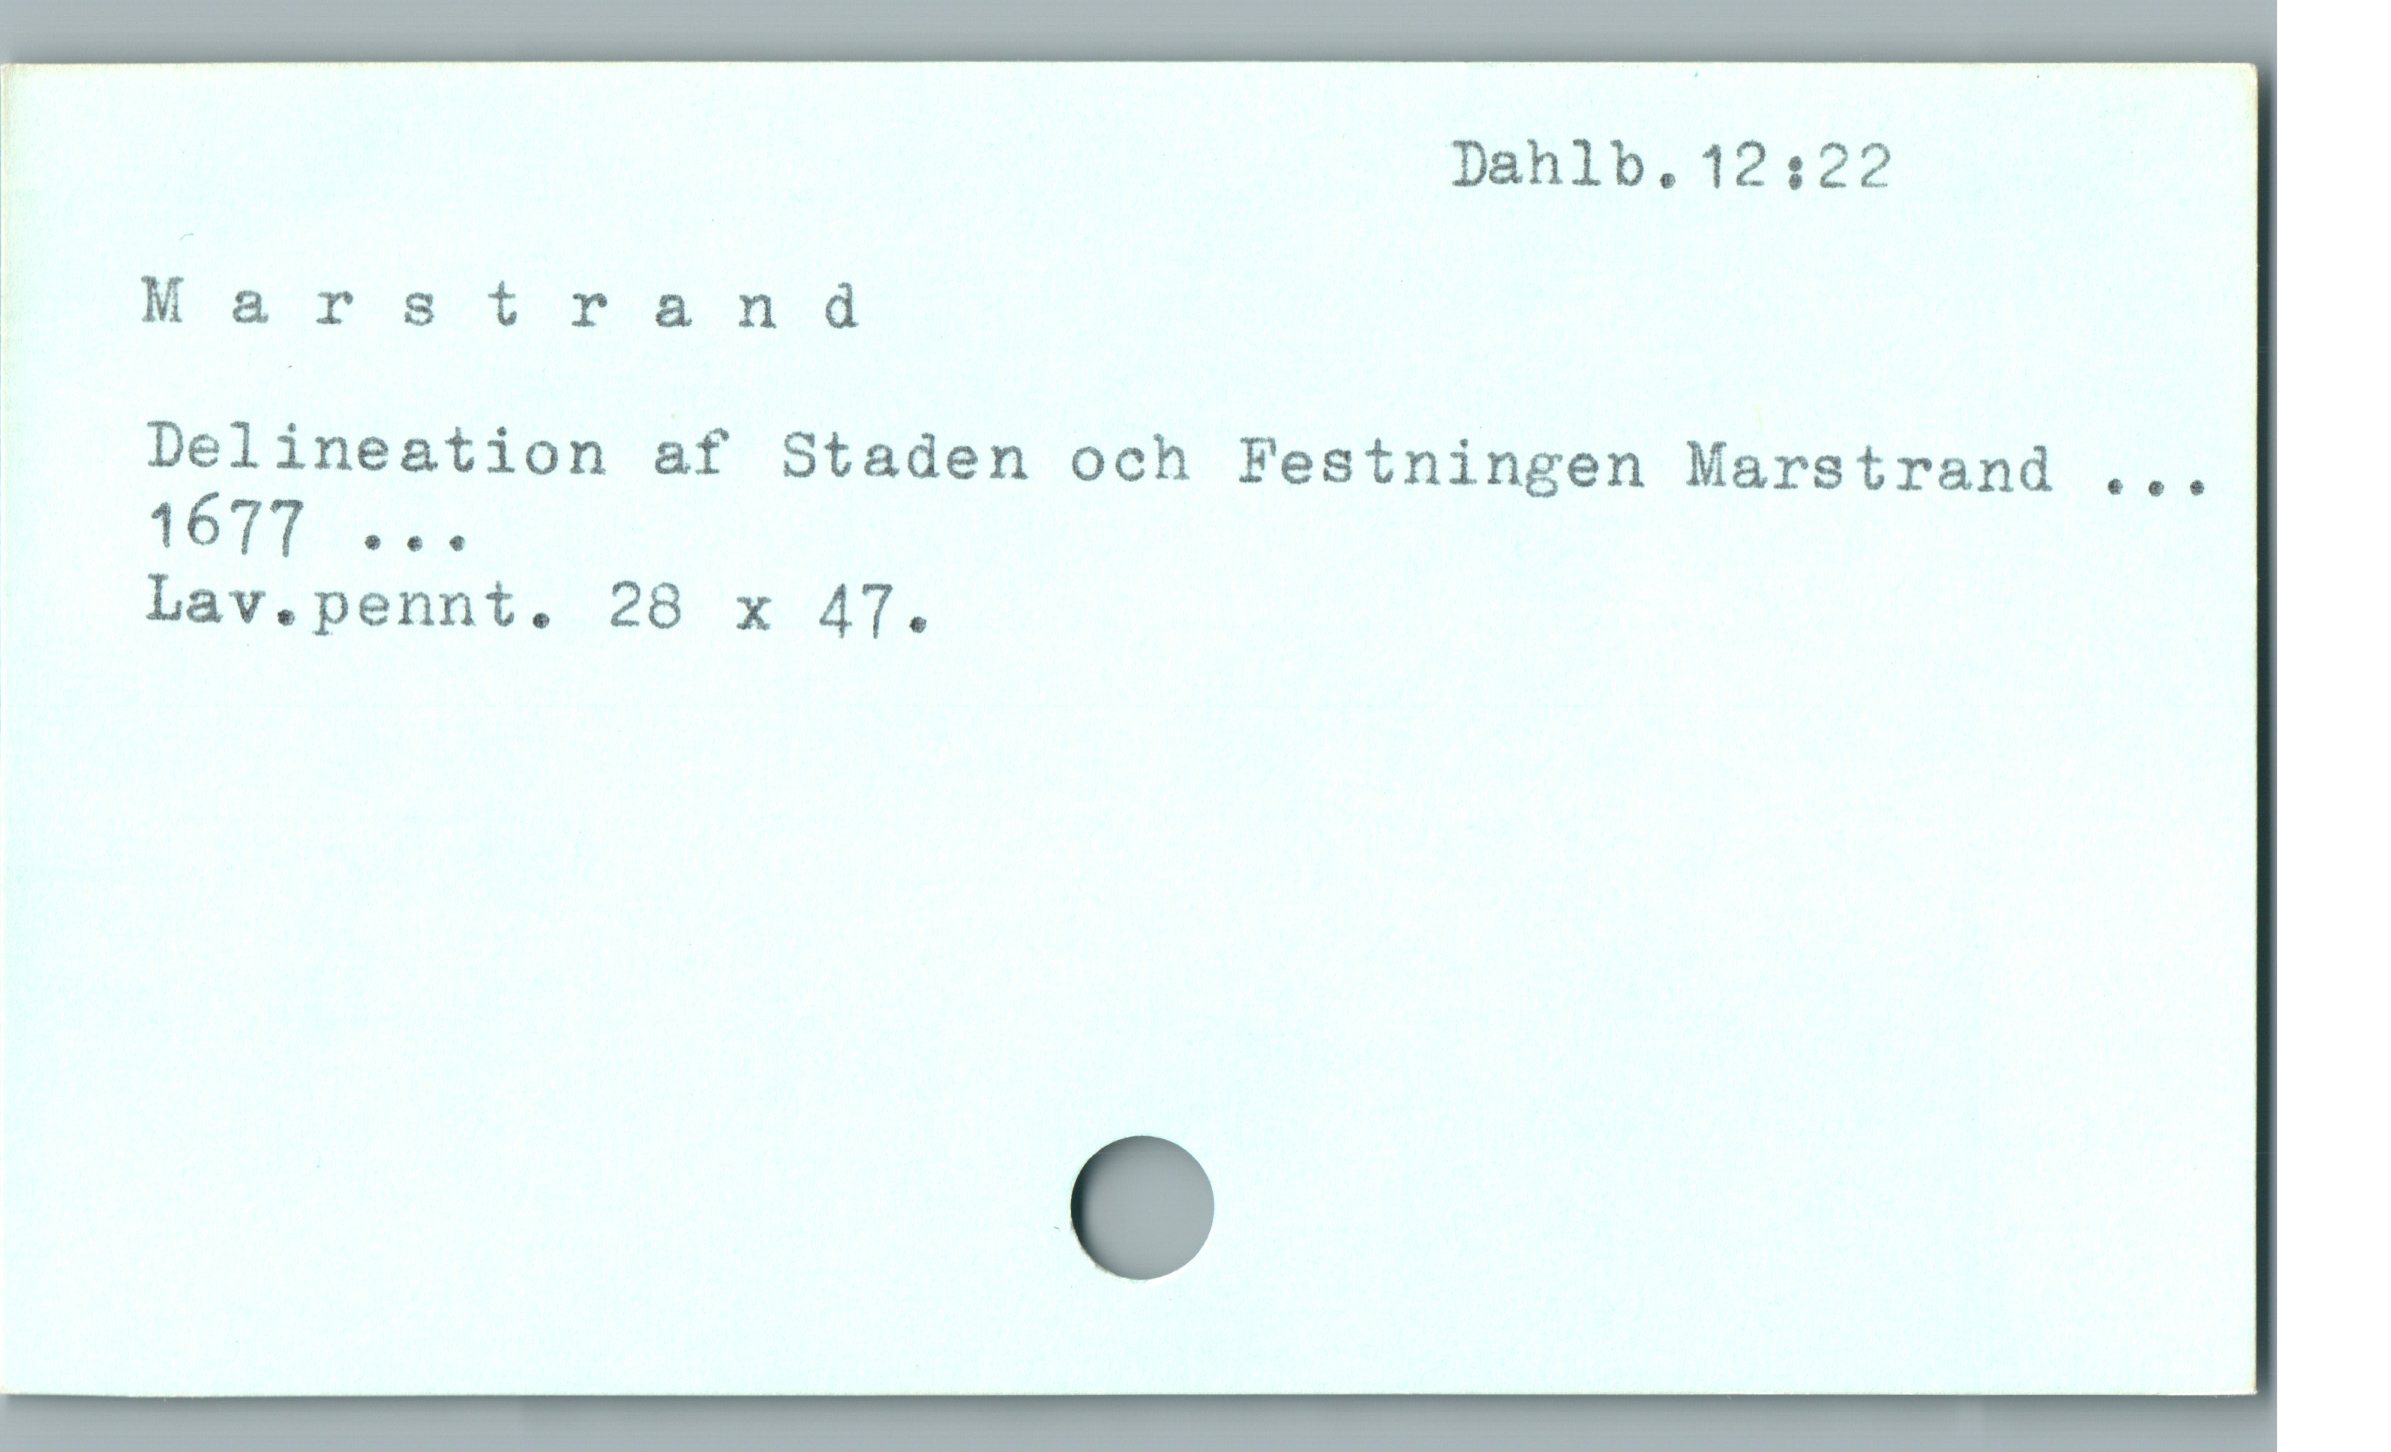 Dahlb.12:22
M a r s t r a n d
Delineation af Staden och Festningen Marstrand ...
1677 ...
Lav.pennt. 28 x 47.